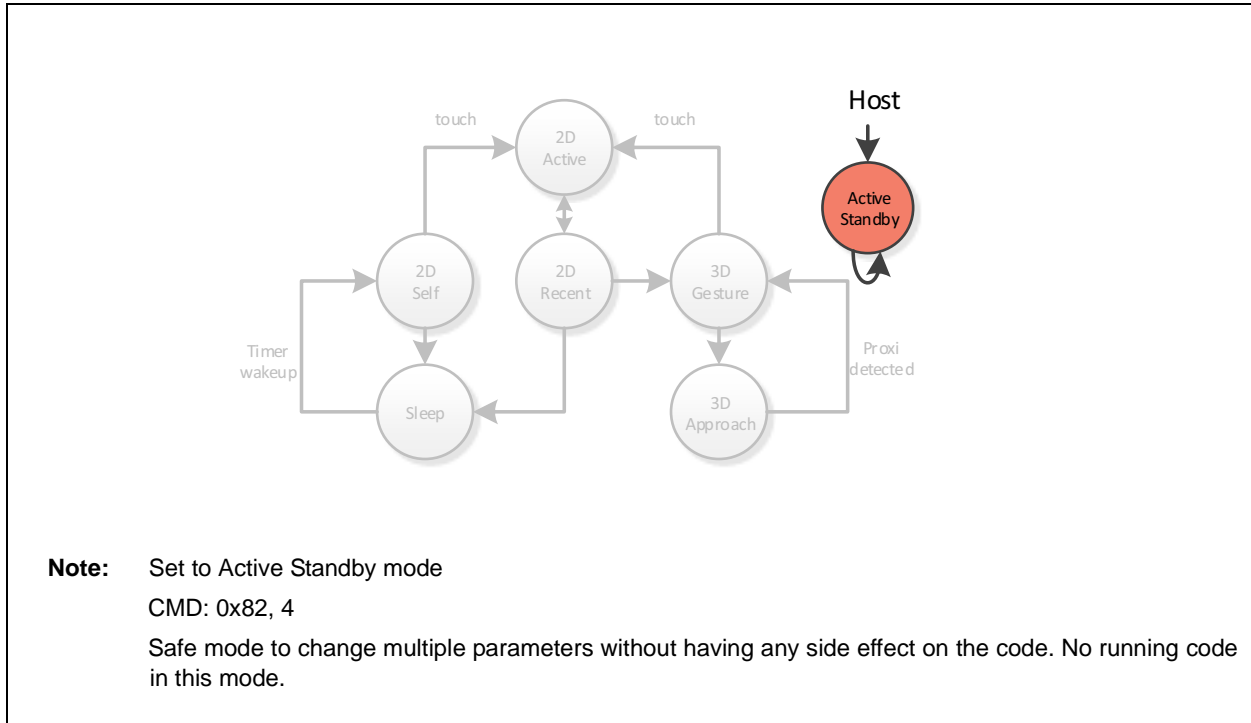 Host
touch
touch
2D
Active
Active
Standby
2D
Self
2D
Recent
3D
Gesture
Timer
wakeup
Proxi
detected
Sleep
3D
Approach
Note: Set to Active Standby mode
CMD: 0x82, 4
Safe mode to change multiple parameters without having any side effect on the code. No running code
in this mode.